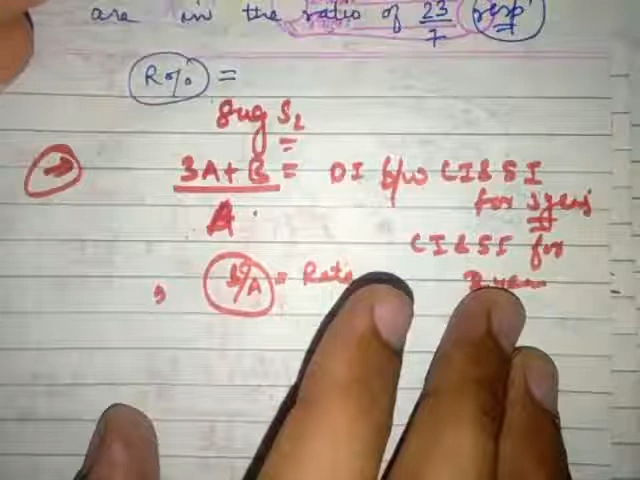 are in the ratio of 23/7 resp
R% =
S2
3A+B = DI b/w CI & SI
A for 3 years
CI & SI for
B/A = Rate